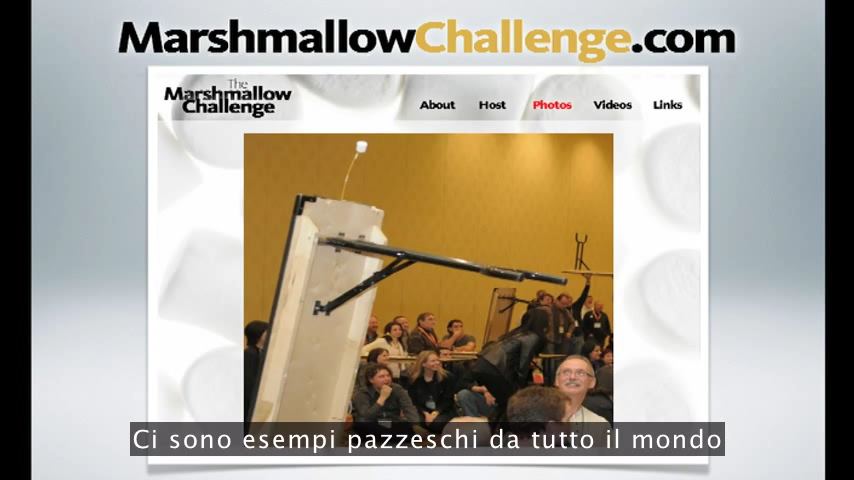 MarshmallowChallenge.com
The
Marshmallow
Challenge
About Host Photos Videos Links
Ci sono esempi pazzeschi da tutto il mondo